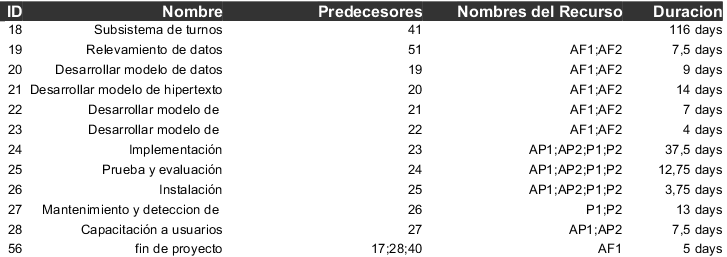 ID Nombre Predecesores Nombres del Recurso Duracion
18 Subsistema de turnos 41 116 days
19 Relevamiento de datos 51 AF1;AF2 7,5 days
20 Desarrollar modelo de datos 19 AF1;AF2 9 days
21 Desarrollar modelo de hipertexto 20 AF1;AF2 14 days
22 Desarrollar modelo de 21 AF1;AF2 7 days
23 Desarrollar modelo de 22 AF1;AF2 4 days
24 Implementación 23 AP1;AP2;P1;P2 37,5 days
25 Prueba y evaluación 24 AP1;AP2;P1;P2 12,75 days
26 Instalación 25 AP1;AP2;P1;P2 3,75 days
27 Mantenimiento y deteccion de 26 P1;P2 13 days
28 Capacitación a usuarios 27 AP1;AP2 7,5 days
56 fin de proyecto 17;28;40 AF1 5 days